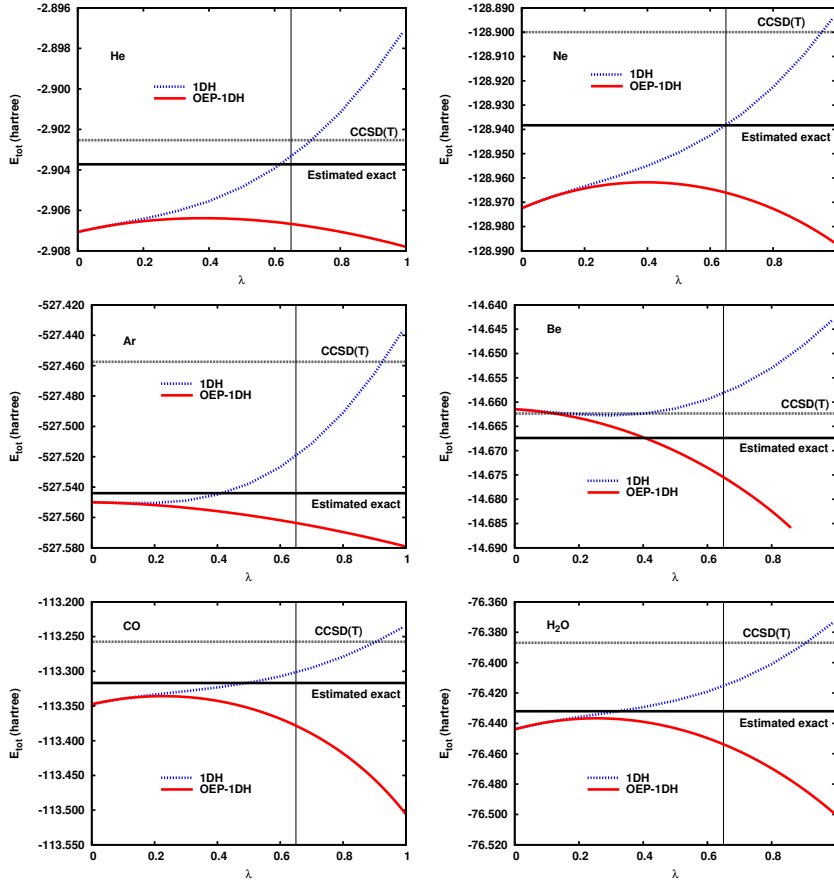 -2.896
-2.898
-2.900
-2.902
-2.904
-2.906
-2.908
E_tot (hartree)
He
1DH
OEP-1DH
CCSD(T)
Estimated exact
0 0.2 0.4 0.6 0.8 1
λ
-128.890
-128.900
-128.910
-128.920
-128.930
-128.940
-128.950
-128.960
-128.970
-128.980
-128.990
E_tot (hartree)
Ne
CCSD(T)
1DH
OEP-1DH
Estimated exact
0 0.2 0.4 0.6 0.8
λ
-527.420
-527.440
-527.460
-527.480
-527.500
-527.520
-527.540
-527.560
-527.580
E_tot (hartree)
Ar
CCSD(T)
1DH
OEP-1DH
Estimated exact
0 0.2 0.4 0.6 0.8 1
λ
-14.640
-14.645
-14.650
-14.655
-14.660
-14.665
-14.670
-14.675
-14.680
-14.685
-14.690
E_tot (hartree)
Be
CCSD(T)
Estimated exact
1DH
OEP-1DH
0 0.2 0.4 0.6 0.8
λ
-113.200
-113.250
-113.300
-113.350
-113.400
-113.450
-113.500
-113.550
E_tot (hartree)
CO
CCSD(T)
Estimated exact
1DH
OEP-1DH
0 0.2 0.4 0.6 0.8 1
λ
-76.360
-76.380
-76.400
-76.420
-76.440
-76.460
-76.480
-76.500
-76.520
E_tot (hartree)
H₂O
CCSD(T)
Estimated exact
1DH
OEP-1DH
0 0.2 0.4 0.6 0.8
λ